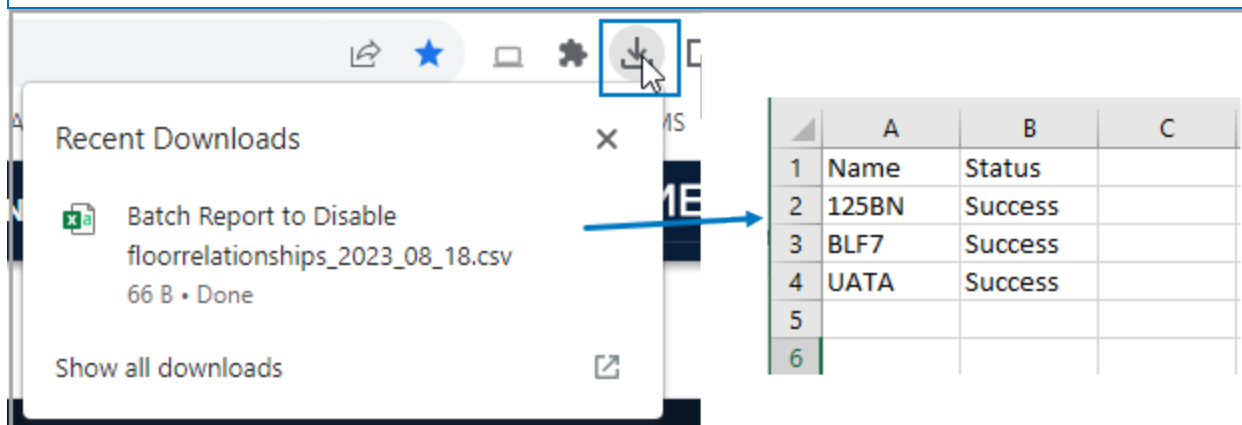 Recent Downloads
Batch Report to Disable
floorrelationships_2023_08_18.csv
66 B • Done
Show all downloads
A B C
1 Name Status
2 125BN Success
3 BLF7 Success
4 UATA Success
5
6